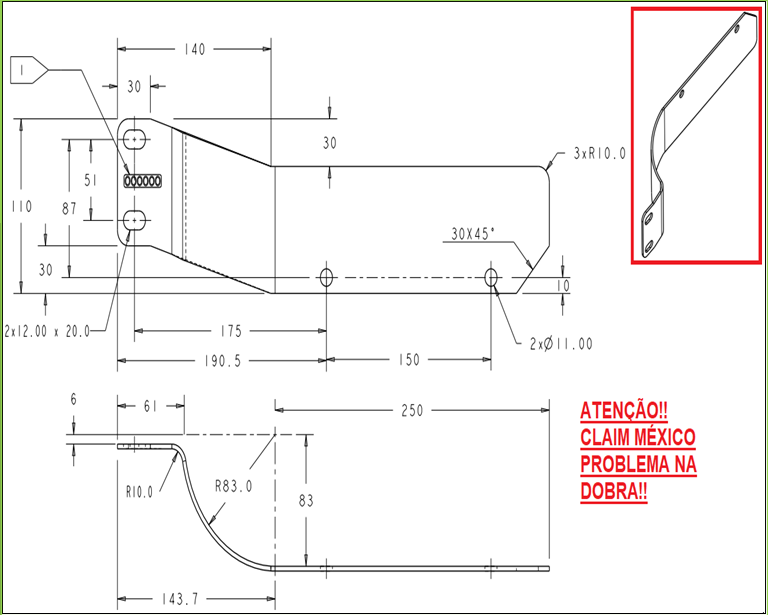 140
1
30
30
3xR10.0
51
110
87
000000
30X45°
30
10
2x12.00 x 20.0
175
2xØ11.00
190.5
150
6
61
250
ATENÇÃO!!
CLAIM MÉXICO
PROBLEMA NA
DOBRA!!
R10.0
R83.0
83
143.7